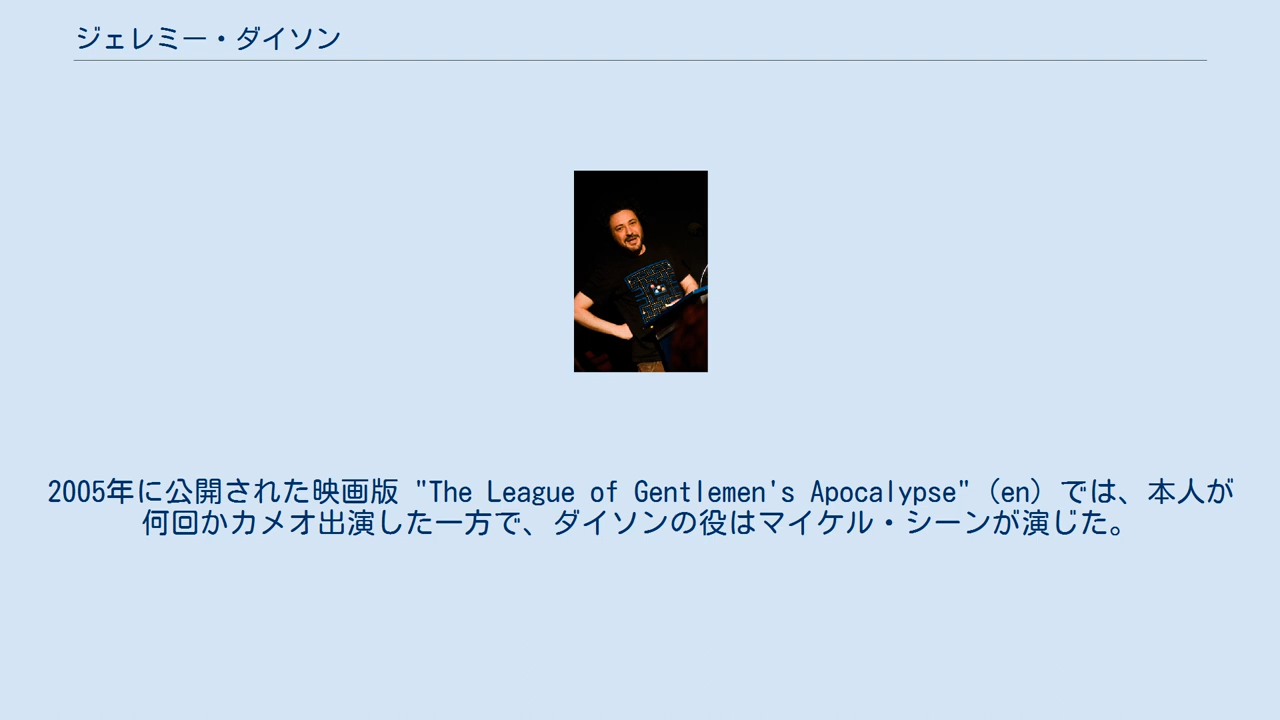 ジェレミー・ダイソン
2005年に公開された映画版 "The League of Gentlemen's Apocalypse" (en) では、本人が
何回かカメオ出演した一方で、ダイソンの役はマイケル・シーンが演じた。